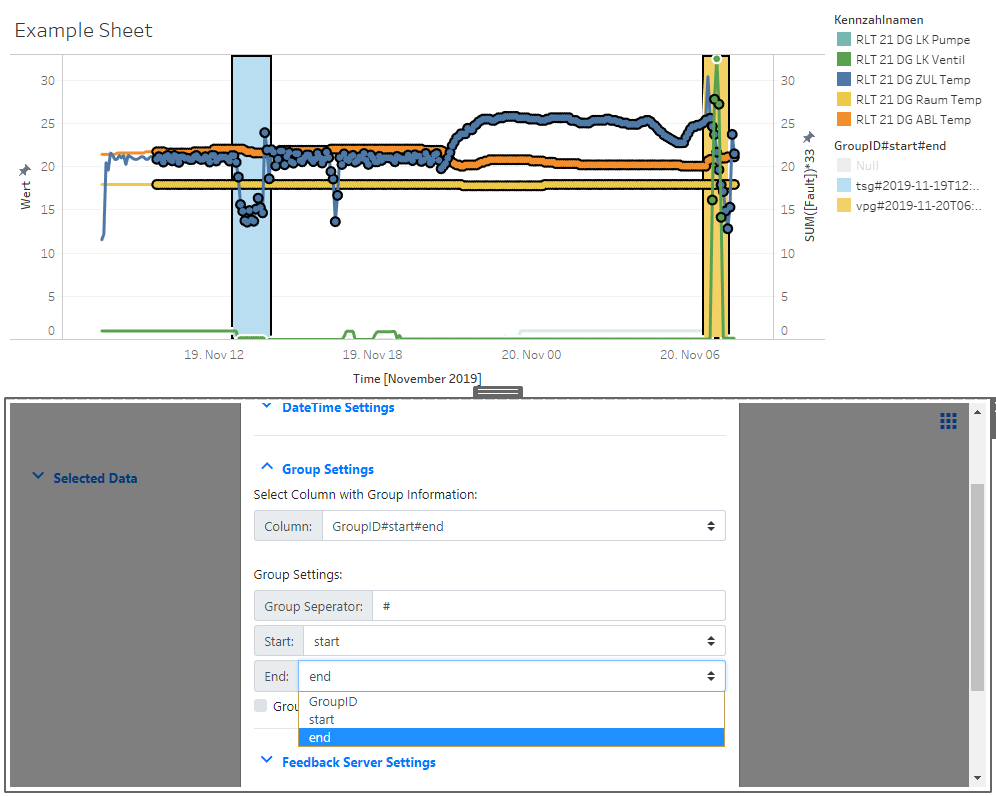 Example Sheet
Kennzahlnamen
RLT 21 DG LK Pumpe
RLT 21 DG LK Ventil
RLT 21 DG ZUL Temp
RLT 21 DG Raum Temp
RLT 21 DG ABL Temp
GroupID#start#end
Null
tsg#2019-11-19T12:..
vpg#2019-11-20T06:..
Wert
30
25
20
15
10
5
0
30
25
20
15
10
5
0
SUM([Fault])*33
19. Nov 12
19. Nov 18
20. Nov 00
20. Nov 06
Time [November 2019]
Selected Data
DateTime Settings
Group Settings
Select Column with Group Information:
Column: GroupID#start#end
Group Settings:
Group Seperator: #
Start: start
End: end
GroupID
start
end
Feedback Server Settings